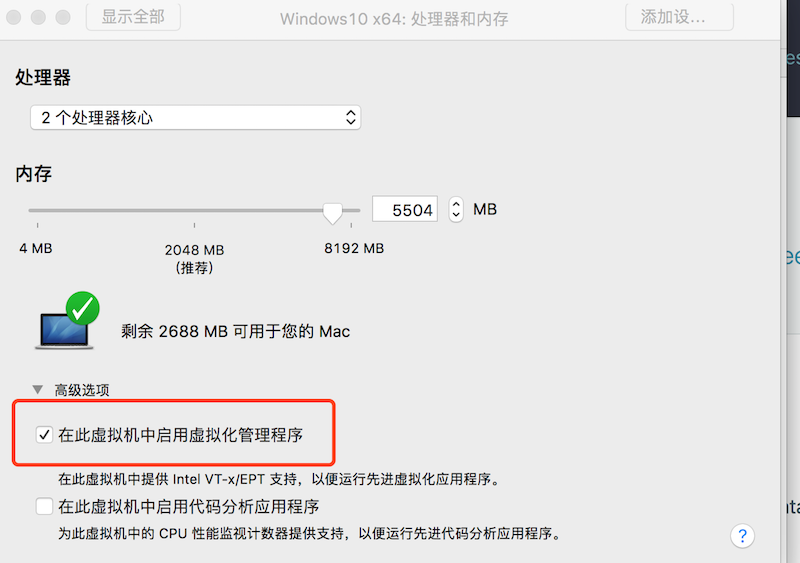 显示全部
Windows10 x64: 处理器和内存
添加设...
处理器
2 个处理器核心
内存
5504 MB
4 MB
2048 MB
(推荐)
8192 MB
剩余 2688 MB 可用于您的 Mac
高级选项
在此虚拟机中启用虚拟化管理程序
在此虚拟机中提供 Intel VT-x/EPT 支持，以便运行先进虚拟化应用程序。
在此虚拟机中启用代码分析应用程序
为此虚拟机中的 CPU 性能监视计数器提供支持，以便运行先进代码分析应用程序。
?